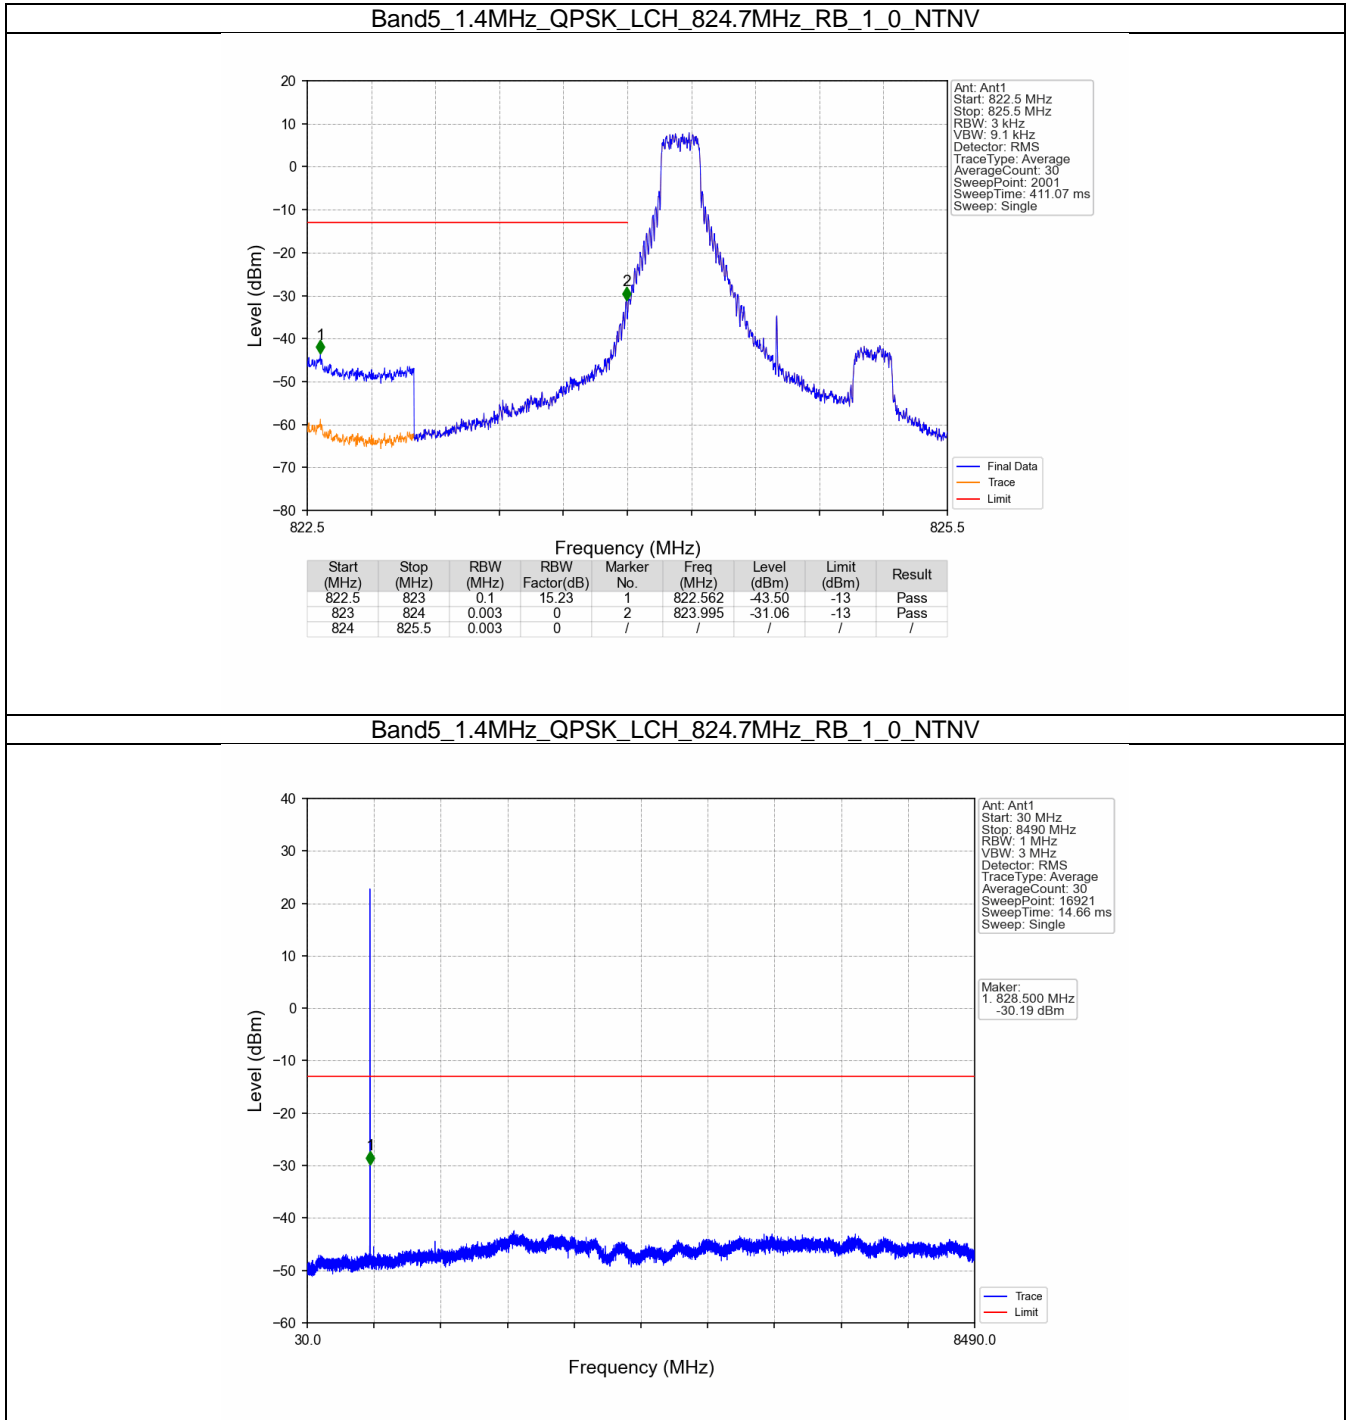 Band5_1.4MHz_QPSK_LCH_824.7MHz_RB_1_0_NTNV
20
10
0
−10
−20
−30
−40
−50
−60
−70
−80
Level (dBm)
1
2
822.5
825.5
Frequency (MHz)
Ant: Ant1
Start: 822.5 MHz
Stop: 825.5 MHz
RBW: 3 kHz
VBW: 9.1 kHz
Detector: RMS
TraceType: Average
AverageCount: 30
SweepPoint: 2001
SweepTime: 411.07 ms
Sweep: Single
Final Data
Trace
Limit
Start (MHz) Stop (MHz) RBW (MHz) RBW Factor(dB) Marker No. Freq (MHz) Level (dBm) Limit (dBm) Result
822.5 823 0.1 15.23 1 822.562 -43.50 -13 Pass
823 824 0.003 0 2 823.995 -31.06 -13 Pass
824 825.5 0.003 0 / / / / /
Band5_1.4MHz_QPSK_LCH_824.7MHz_RB_1_0_NTNV
40
30
20
10
0
−10
−20
−30
−40
−50
−60
Level (dBm)
1
30.0
8490.0
Frequency (MHz)
Ant: Ant1
Start: 30 MHz
Stop: 8490 MHz
RBW: 1 MHz
VBW: 3 MHz
Detector: RMS
TraceType: Average
AverageCount: 30
SweepPoint: 16921
SweepTime: 14.66 ms
Sweep: Single
Maker:
1. 828.500 MHz
-30.19 dBm
Trace
Limit